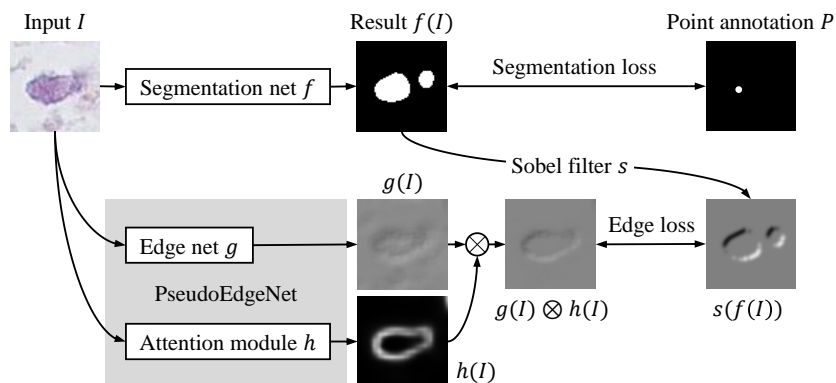 Input I
Result f(I)
Point annotation P
Segmentation net f
Segmentation loss
Sobel filter s
g(I)
Edge net g
Edge loss
PseudoEdgeNet
g(I) ⊗ h(I)
s(f(I))
Attention module h
h(I)